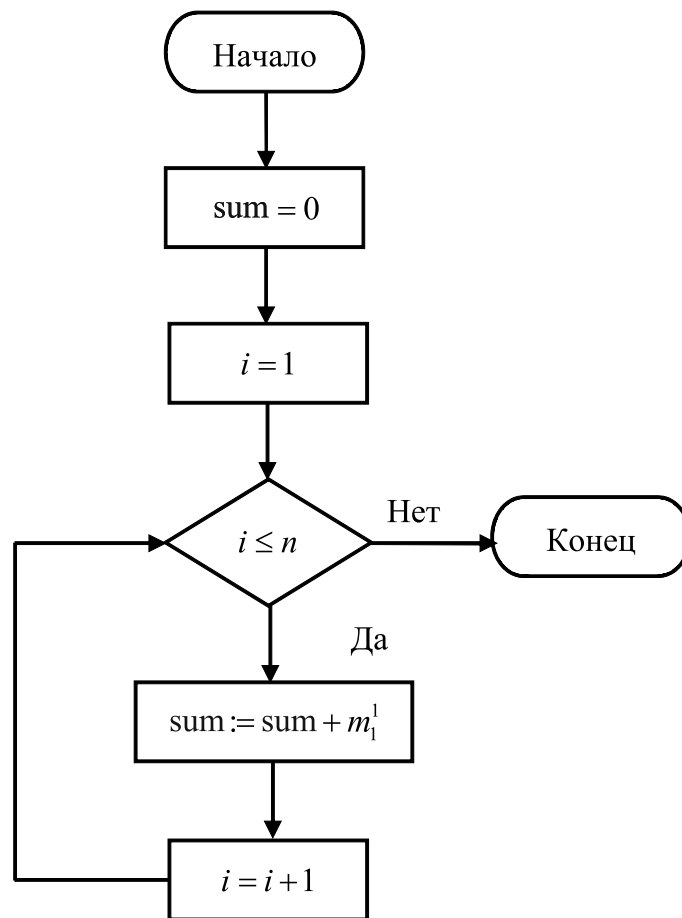 Начало
sum = 0
i = 1
i ≤ n
Нет
Конец
Да
sum := sum + m₁¹
i = i + 1